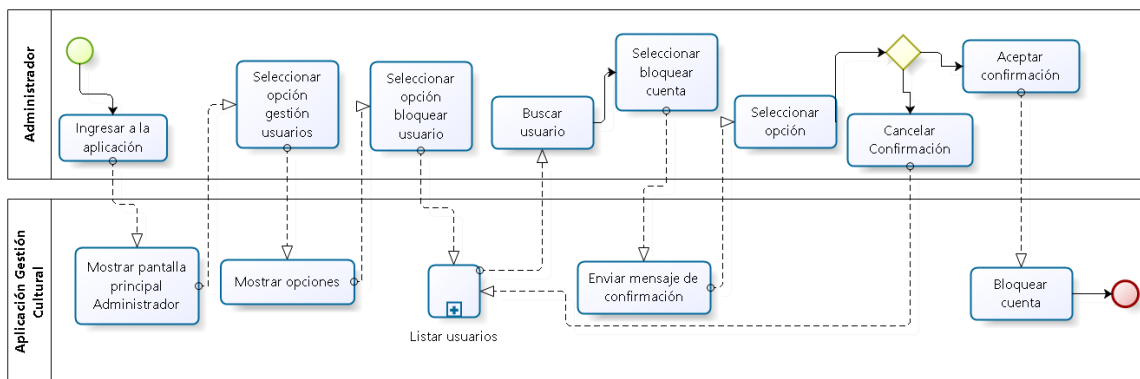 Administrador
Ingresar a la
aplicación
Seleccionar
opción
gestión
usuarios
Seleccionar
opción
bloquear
usuario
Buscar
usuario
Seleccionar
bloquear
cuenta
Seleccionar
opción
Aceptar
confirmación
Cancelar
Confirmación
Aplicación Gestión
Cultural
Mostrar pantalla
principal
Administrador
Mostrar opciones
Listar usuarios
Enviar mensaje de
confirmación
Bloquear
cuenta